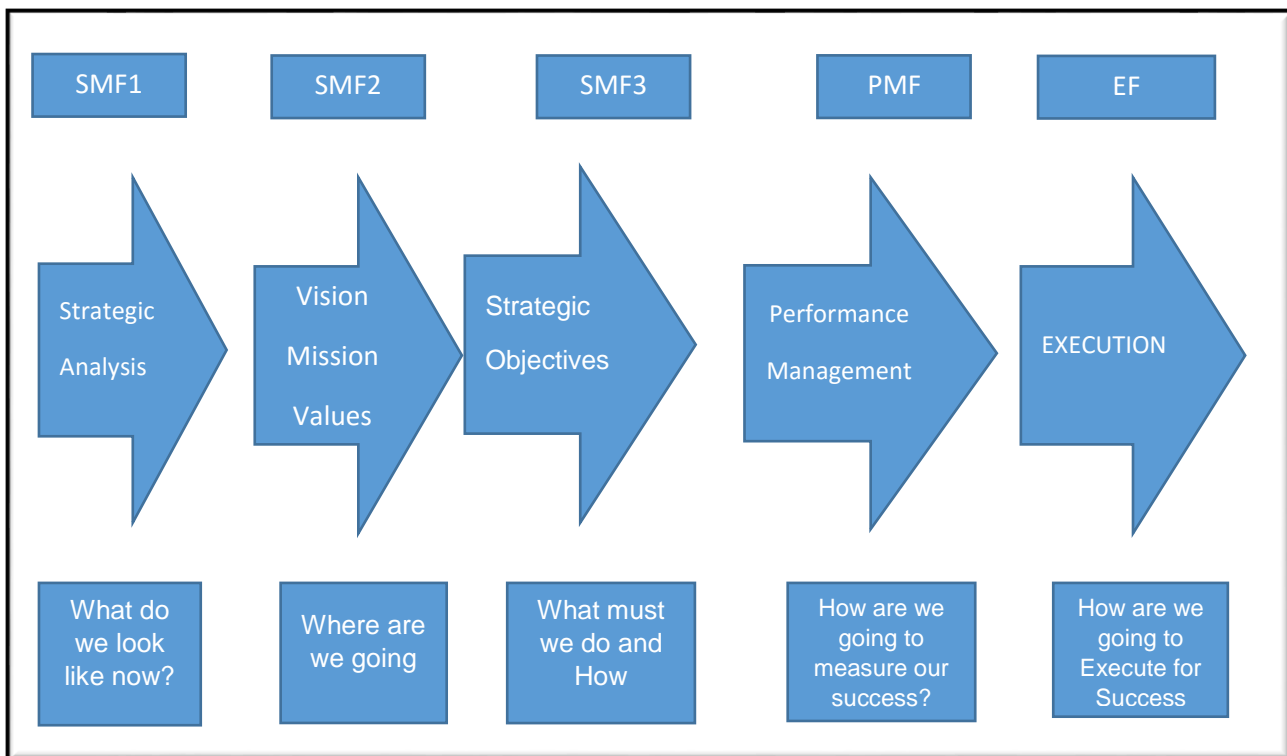 SMF1
SMF2
SMF3
PMF
EF
Strategic
Analysis
Vision
Mission
Values
Strategic
Objectives
Performance
Management
EXECUTION
What do
we look
like now?
Where are
we going
What must
we do and
How
How are we
going to
measure our
success?
How are we
going to
Execute for
Success